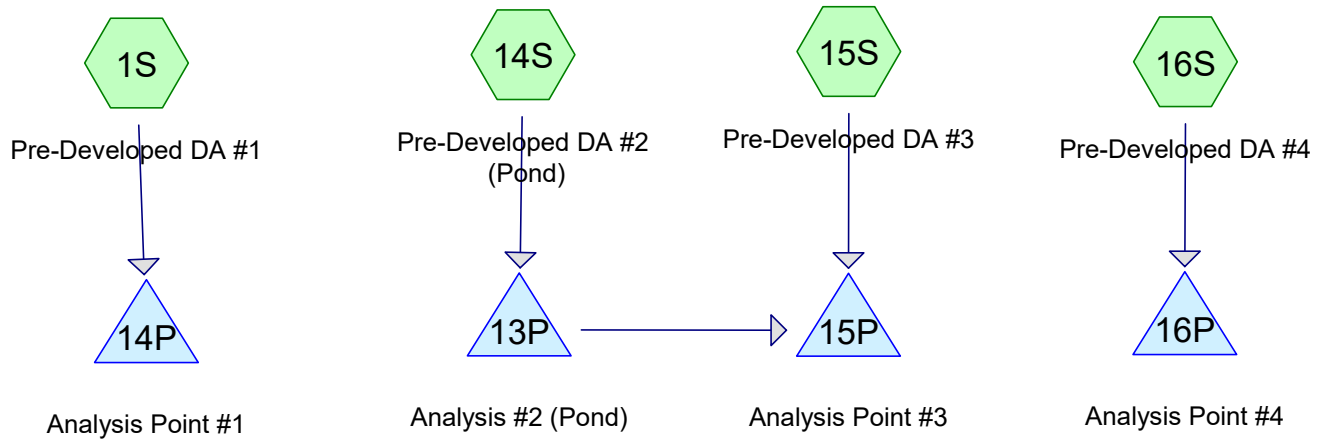 1S
14S
15S
16S
Pre-Developed DA #1
Pre-Developed DA #2
(Pond)
Pre-Developed DA #3
Pre-Developed DA #4
14P
13P
15P
16P
Analysis Point #1
Analysis #2 (Pond)
Analysis Point #3
Analysis Point #4